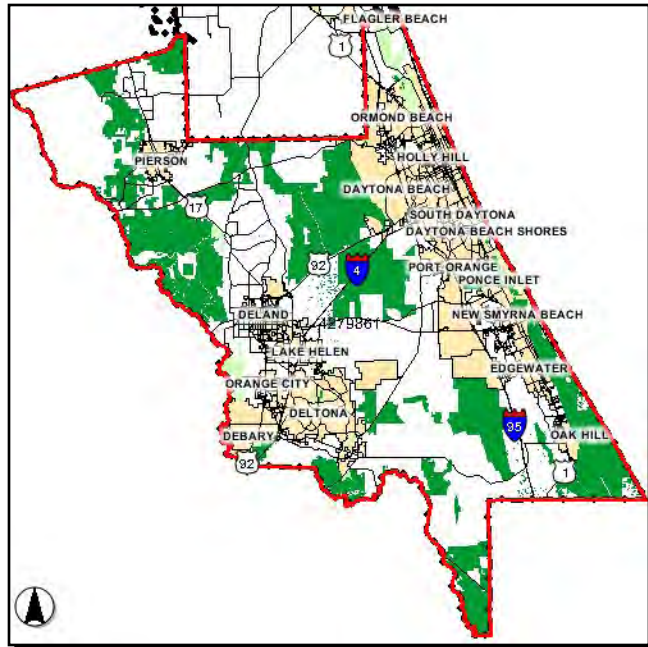 FLAGLER BEACH
1
ORMOND BEACH
HOLLY HILL
PIERSON
DAYTONA BEACH
17
SOUTH DAYTONA
DAYTONA BEACH SHORES
92
4
PORT ORANGE
PONCE INLET
DELAND
4279861
NEW SMYRNA BEACH
LAKE HELEN
EDGEWATER
ORANGE CITY
DELTONA
95
DEBARY
OAK HILL
92
1